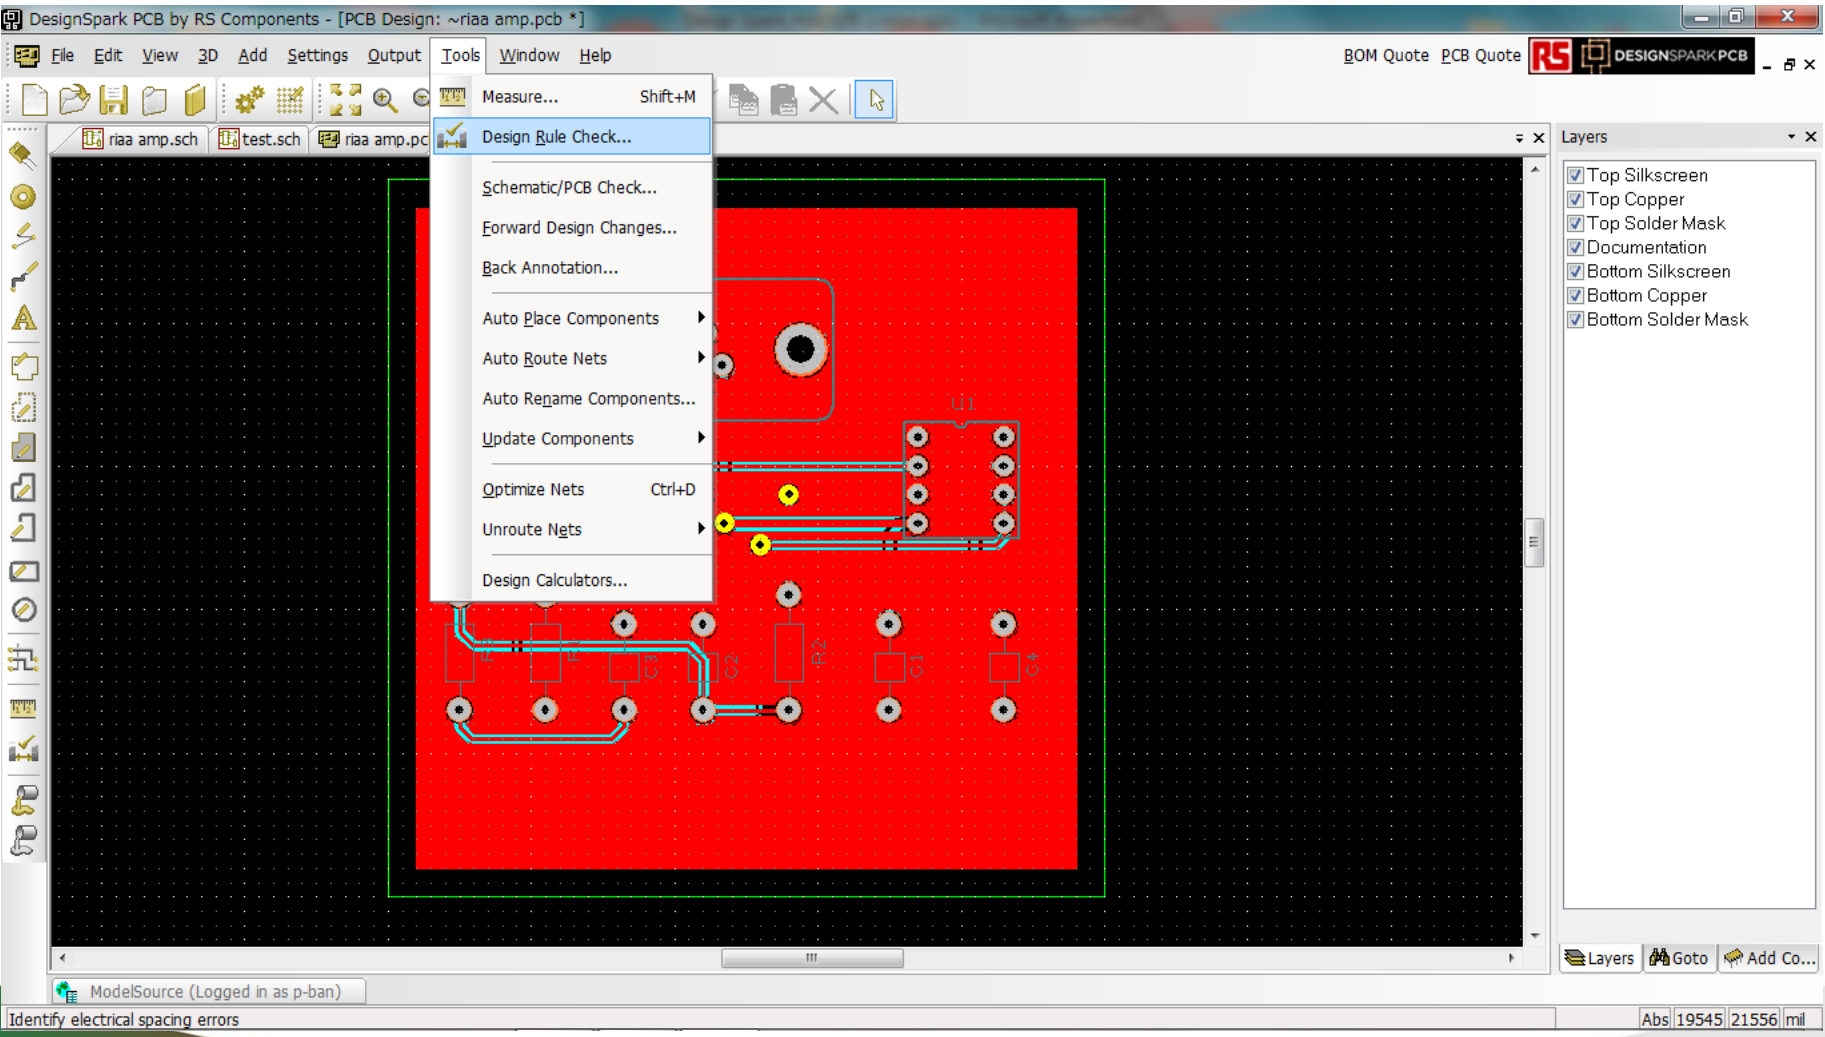 DesignSpark PCB by RS Components - [PCB Design: ~riaa amp.pcb *]
File Edit View 3D Add Settings Output Tools Window Help BOM Quote PCB Quote RS DESIGNSPARKPCB
riaa amp.sch test.sch riaa amp.pc
Measure... Shift+M
Design Rule Check...
Schematic/PCB Check...
Forward Design Changes...
Back Annotation...
Auto Place Components
Auto Route Nets
Auto Rename Components...
Update Components
Optimize Nets Ctrl+D
Unroute Nets
Design Calculators...
U1
C3
C2
R2
C1
C4
Layers
Top Silkscreen
Top Copper
Top Solder Mask
Documentation
Bottom Silkscreen
Bottom Copper
Bottom Solder Mask
Layers Goto Add Co...
ModelSource (Logged in as p-ban)
Identify electrical spacing errors Abs 19545 21556 mil